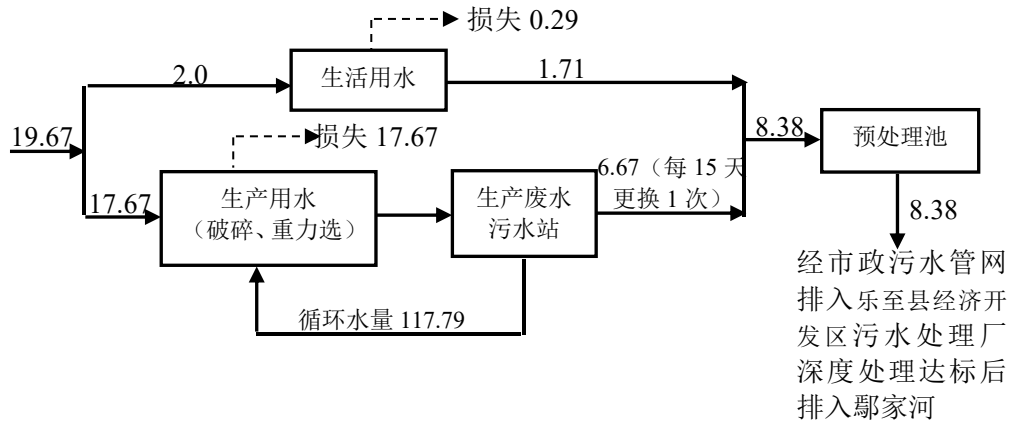 损失 0.29
生活用水
2.0
1.71
19.67
损失 17.67
8.38
预处理池
17.67
生产用水
（破碎、重力选）
生产废水
污水站
6.67（每 15 天
更换 1 次）
8.38
循环水量 117.79
经市政污水管网
排入乐至县经济开
发区污水处理厂
深度处理达标后
排入鄢家河